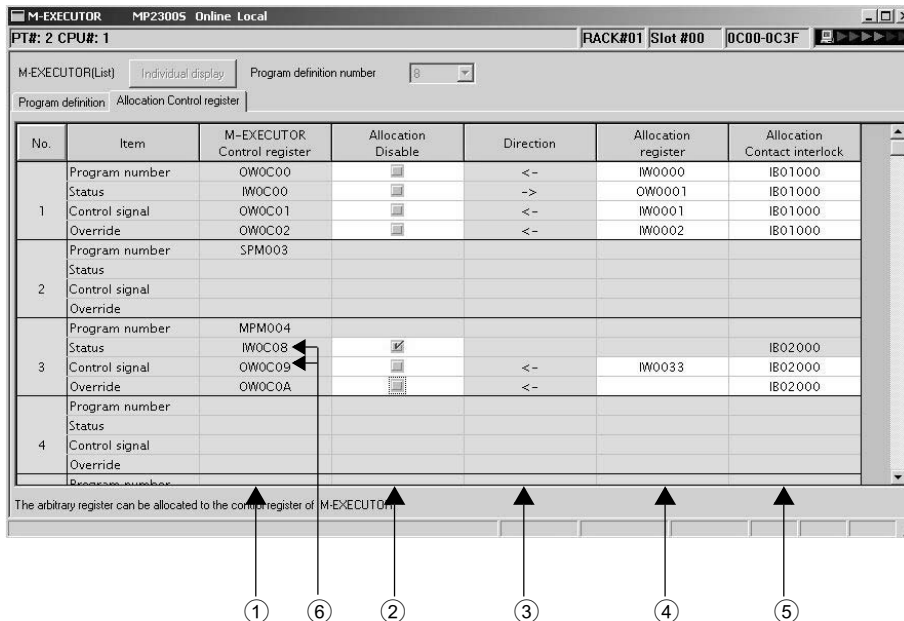 M-EXECUTOR MP2300S Online Local
PT#: 2 CPU#: 1 RACK#01 Slot #00 0C00-0C3F
M-EXECUTOR(List) Individual display Program definition number 8
Program definition Allocation Control register
No. Item M-EXECUTOR Control register Allocation Disable Direction Allocation register Allocation Contact interlock
1
Program number OW0C00 <- IW0000 IB01000
Status IW0C00 -> OW0001 IB01000
Control signal OW0C01 <- IW0001 IB01000
Override OW0C02 <- IW0002 IB01000
2
Program number SPM003
Status
Control signal
Override
3
Program number MPM004
Status IW0C08 IB02000
Control signal OW0C09 <- IW0033 IB02000
Override OW0C0A <- IB02000
4
Program number
Status
Control signal
Override
Program number
The arbitrary register can be allocated to the control register of M-EXECUTOR
① ⑥ ② ③ ④ ⑤